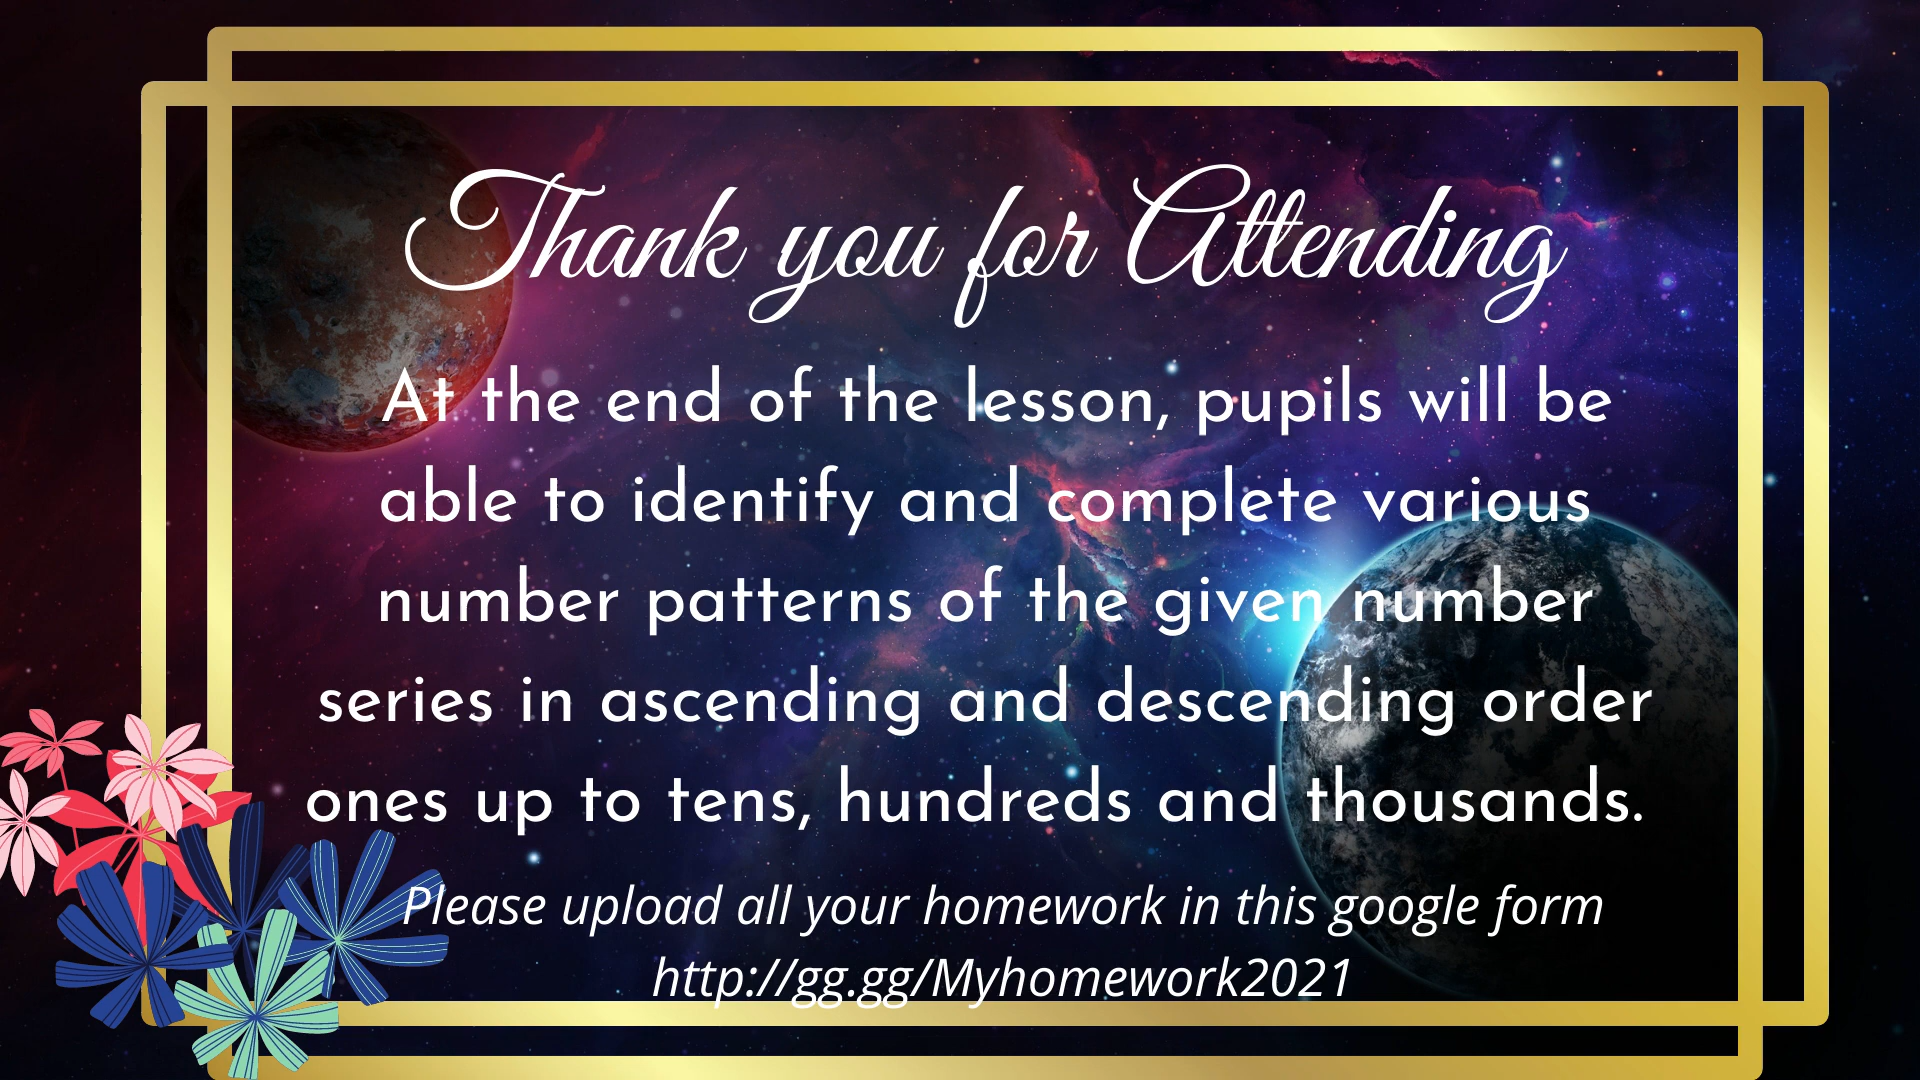 Thank you for Attending
At the end of the lesson, pupils will be
able to identify and complete various
number patterns of the given number
series in ascending and descending order
ones up to tens, hundreds and thousands.
Please upload all your homework in this google form
http://gg.gg/Myhomework2021